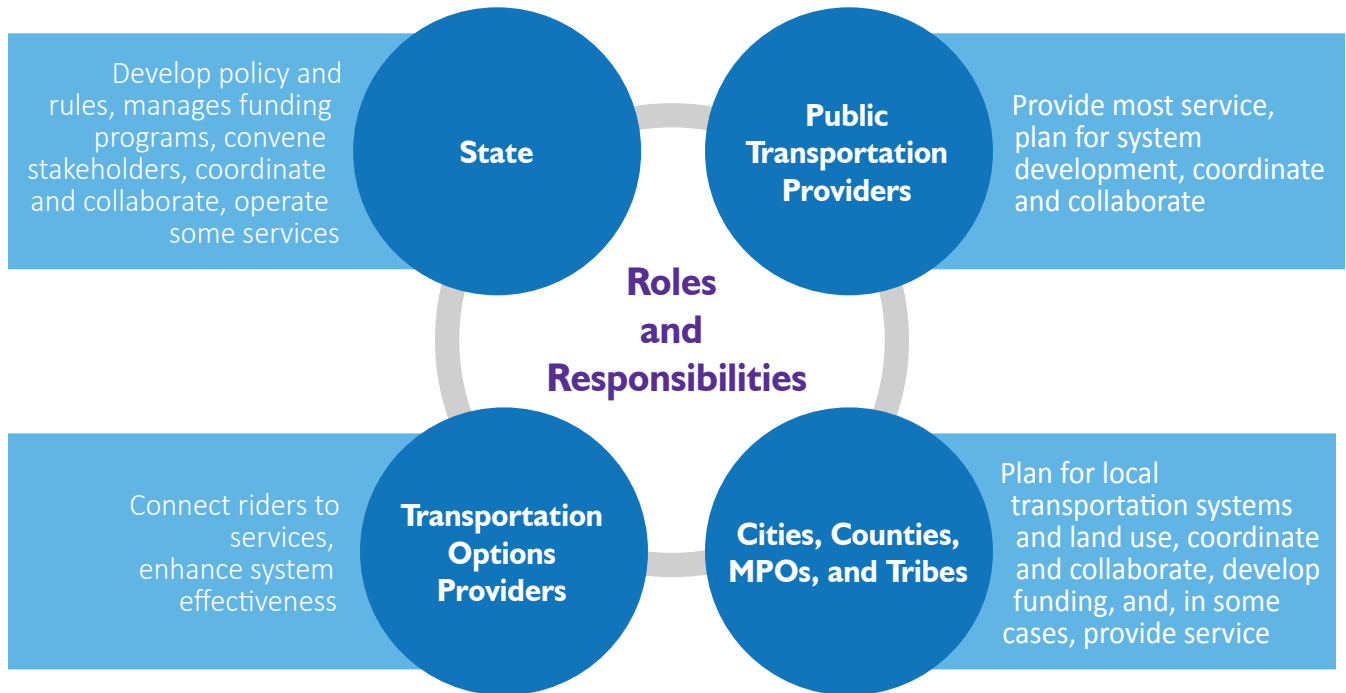 Develop policy and
rules, manages funding
programs, convene
stakeholders, coordinate
and collaborate, operate
some services
State
Public
Transportation
Providers
Provide most service,
plan for system
development, coordinate
and collaborate
Roles
and
Responsibilities
Connect riders to
services,
enhance system
effectiveness
Transportation
Options
Providers
Cities, Counties,
MPOs, and Tribes
Plan for local
transportation systems
and land use, coordinate
and collaborate, develop
funding, and, in some
cases, provide service